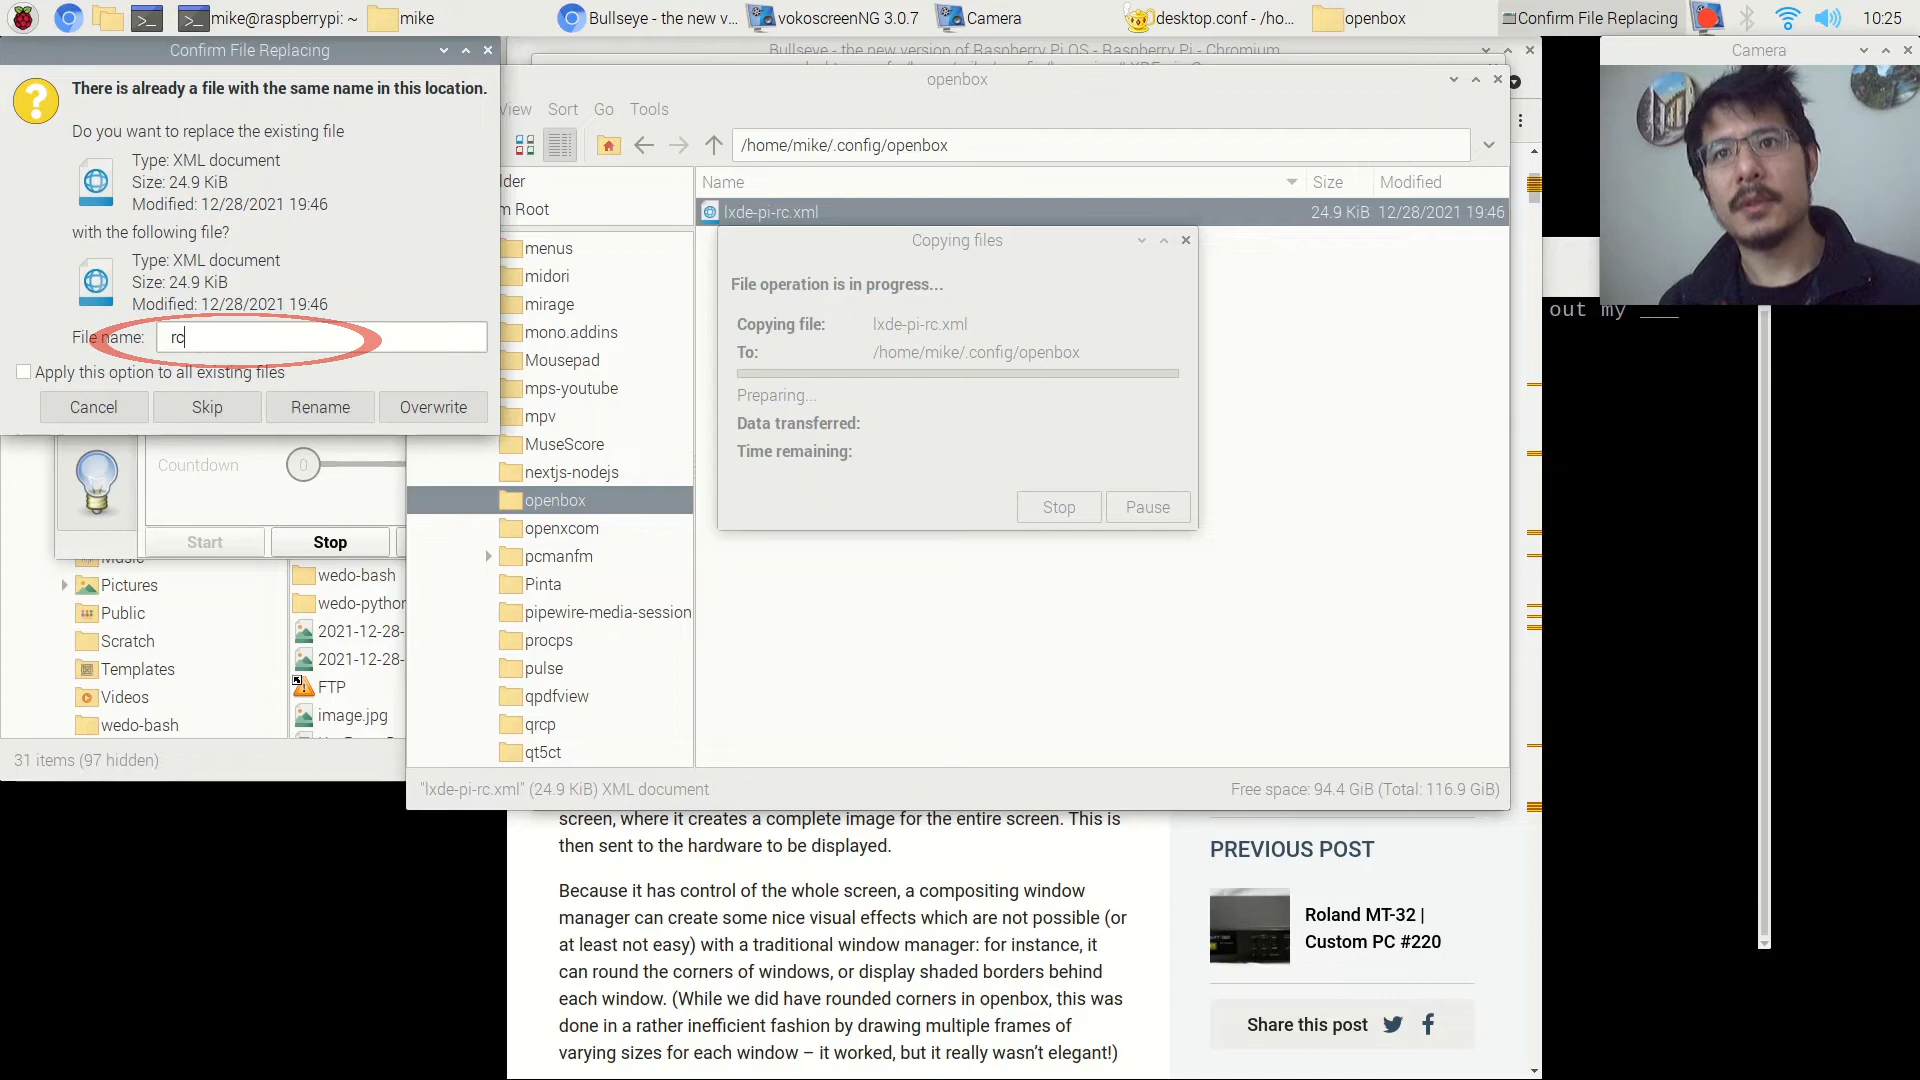 mike@raspberrypi: ~
mike
Bullseye - the new v...
vokoscreenNG 3.0.7
Camera
desktop.conf - /ho...
openbox
Confirm File Replacing
10:25
Confirm File Replacing
There is already a file with the same name in this location.
Do you want to replace the existing file
Type: XML document
Size: 24.9 KiB
Modified: 12/28/2021 19:46
with the following file?
Type: XML document
Size: 24.9 KiB
Modified: 12/28/2021 19:46
File name:
rc
Apply this option to all existing files
Cancel
Skip
Rename
Overwrite
Countdown
0
Start
Stop
Pictures
Public
Scratch
Templates
Videos
wedo-bash
wedo-bash
wedo-python
2021-12-28-
2021-12-28-
FTP
image.jpg
31 items (97 hidden)
Bullseye - the new version of Raspberry Pi OS - Raspberry Pi - Chromium
openbox
View
Sort
Go
Tools
/home/mike/.config/openbox
Name
Size
Modified
lxde-pi-rc.xml
24.9 KiB
12/28/2021 19:46
lder
m Root
menus
midori
mirage
mono.addins
Mousepad
mps-youtube
mpv
MuseScore
nextjs-nodejs
openbox
openxcom
pcmanfm
Pinta
pipewire-media-session
procps
pulse
qpdfview
qrcp
qt5ct
Copying files
File operation is in progress...
Copying file: lxde-pi-rc.xml
To: /home/mike/.config/openbox
Preparing...
Data transferred:
Time remaining:
Stop
Pause
"lxde-pi-rc.xml" (24.9 KiB) XML document
Free space: 94.4 GiB (Total: 116.9 GiB)
screen, where it creates a complete image for the entire screen. This is
then sent to the hardware to be displayed.
Because it has control of the whole screen, a compositing window
manager can create some nice visual effects which are not possible (or
at least not easy) with a traditional window manager: for instance, it
can round the corners of windows, or display shaded borders behind
each window. (While we did have rounded corners in openbox, this was
done in a rather inefficient fashion by drawing multiple frames of
varying sizes for each window – it worked, but it really wasn't elegant!)
PREVIOUS POST
Roland MT-32 |
Custom PC #220
Share this post
Camera
out my ___